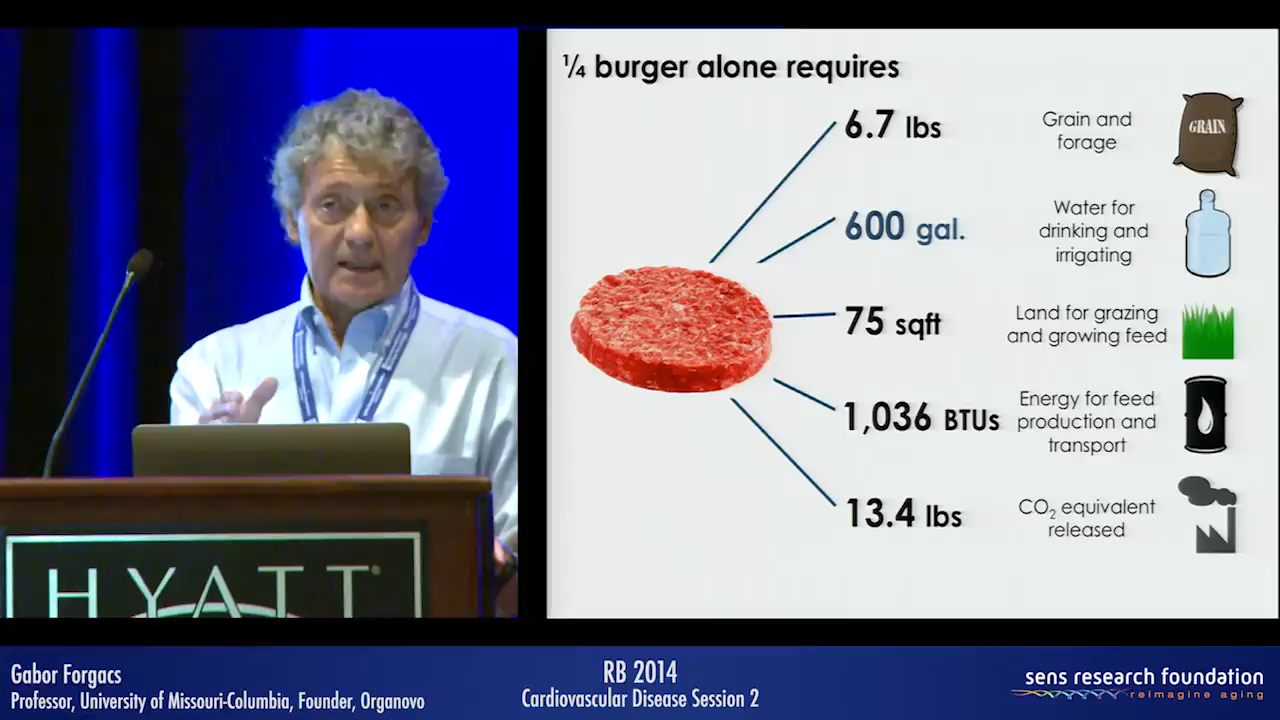 ¼ burger alone requires
6.7 lbs
Grain and
forage
GRAIN
600 gal.
Water for
drinking and
irrigating
75 sqft
Land for grazing
and growing feed
1,036 BTUs
Energy for feed
production and
transport
13.4 lbs
CO₂ equivalent
released
HYATT®
Gabor Forgacs
Professor, University of Missouri-Columbia, Founder, Organovo
RB 2014
Cardiovascular Disease Session 2
sens research foundation
reimagine aging